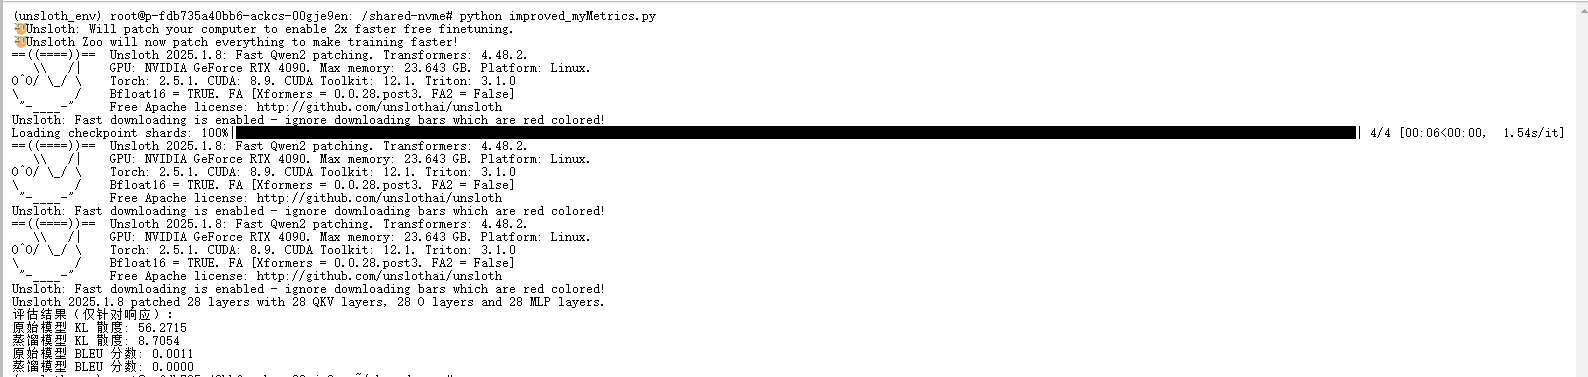 (unsloth_env) root@p-fdb735a40bb6-ackcs-00gje9en: /shared-nvme# python improved_myMetrics.py
🦥Unsloth: Will patch your computer to enable 2x faster free finetuning.
🦥Unsloth Zoo will now patch everything to make training faster!
==((====))==  Unsloth 2025.1.8: Fast Qwen2 patching. Transformers: 4.48.2.
   \\   /|    GPU: NVIDIA GeForce RTX 4090. Max memory: 23.643 GB. Platform: Linux.
O^O/ \_/ \    Torch: 2.5.1. CUDA: 8.9. CUDA Toolkit: 12.1. Triton: 3.1.0
\        /    Bfloat16 = TRUE. FA [Xformers = 0.0.28.post3. FA2 = False]
 "-____-"     Free Apache license: http://github.com/unslothai/unsloth
Unsloth: Fast downloading is enabled - ignore downloading bars which are red colored!
Loading checkpoint shards: 100%| | 4/4 [00:06<00:00,  1.54s/it]
==((====))==  Unsloth 2025.1.8: Fast Qwen2 patching. Transformers: 4.48.2.
   \\   /|    GPU: NVIDIA GeForce RTX 4090. Max memory: 23.643 GB. Platform: Linux.
O^O/ \_/ \    Torch: 2.5.1. CUDA: 8.9. CUDA Toolkit: 12.1. Triton: 3.1.0
\        /    Bfloat16 = TRUE. FA [Xformers = 0.0.28.post3. FA2 = False]
 "-____-"     Free Apache license: http://github.com/unslothai/unsloth
Unsloth: Fast downloading is enabled - ignore downloading bars which are red colored!
==((====))==  Unsloth 2025.1.8: Fast Qwen2 patching. Transformers: 4.48.2.
   \\   /|    GPU: NVIDIA GeForce RTX 4090. Max memory: 23.643 GB. Platform: Linux.
O^O/ \_/ \    Torch: 2.5.1. CUDA: 8.9. CUDA Toolkit: 12.1. Triton: 3.1.0
\        /    Bfloat16 = TRUE. FA [Xformers = 0.0.28.post3. FA2 = False]
 "-____-"     Free Apache license: http://github.com/unslothai/unsloth
Unsloth: Fast downloading is enabled - ignore downloading bars which are red colored!
Unsloth 2025.1.8 patched 28 layers with 28 QKV layers, 28 O layers and 28 MLP layers.
评估结果（仅针对响应）:
原始模型 KL 散度: 56.2715
蒸馏模型 KL 散度: 8.7054
原始模型 BLEU 分数: 0.0011
蒸馏模型 BLEU 分数: 0.0000